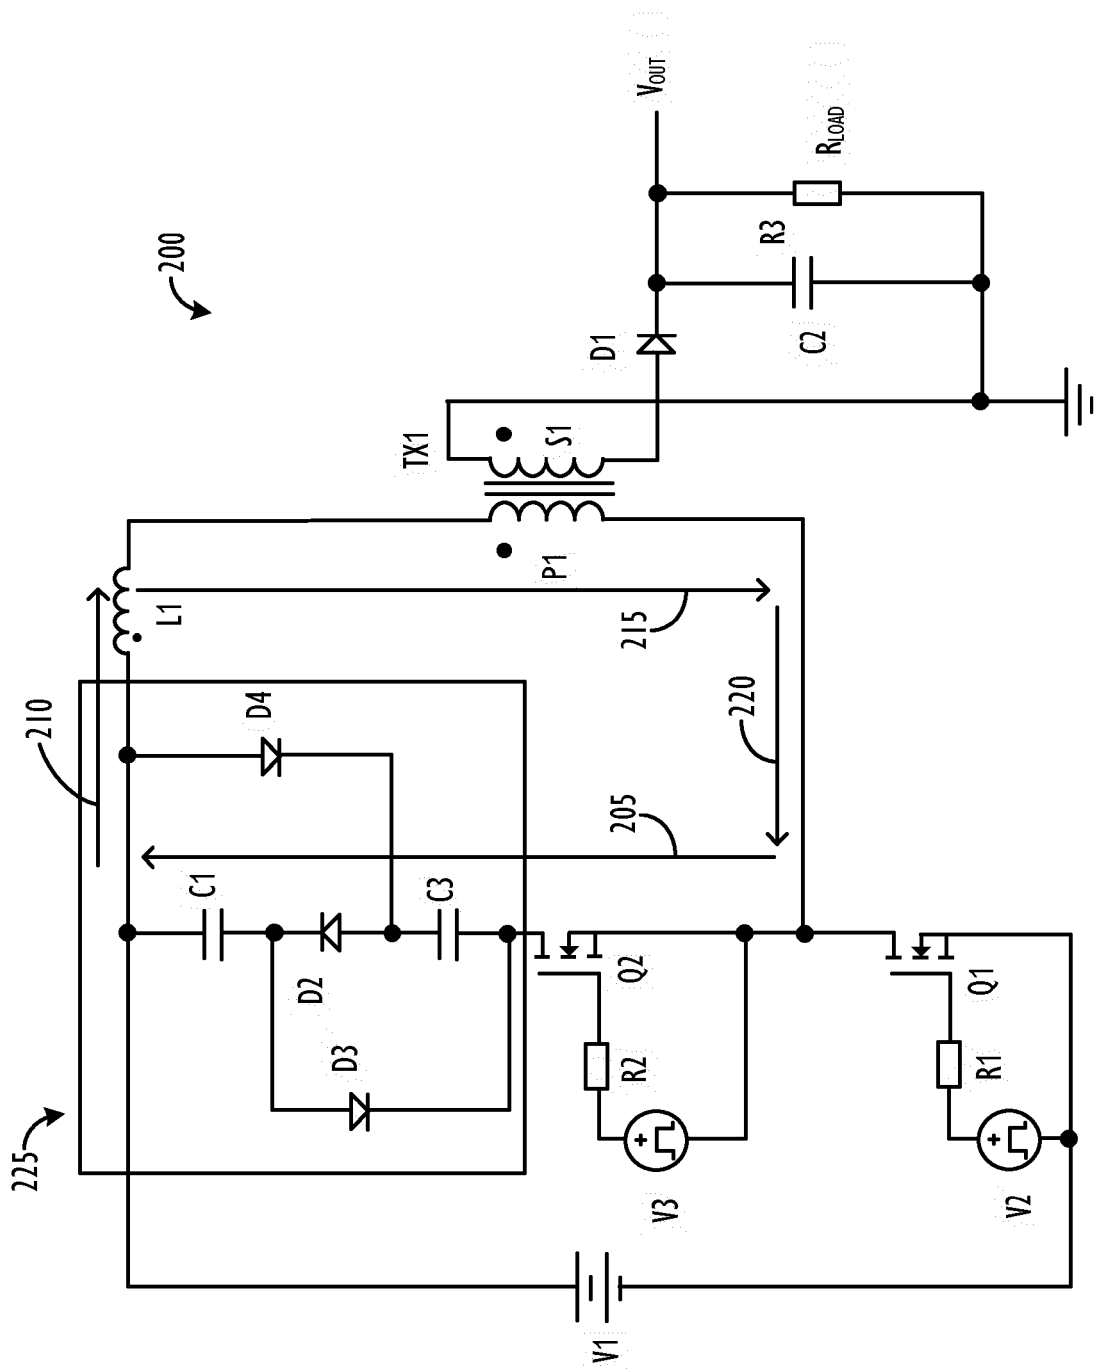 200
225
210
D4
L1
C1
D2
D3
C3
205
220
215
P1
TX1
S1
D1
C2
R3
RLOAD
VOUT
Q2
R2
V3
Q1
R1
V2
V1
+
+